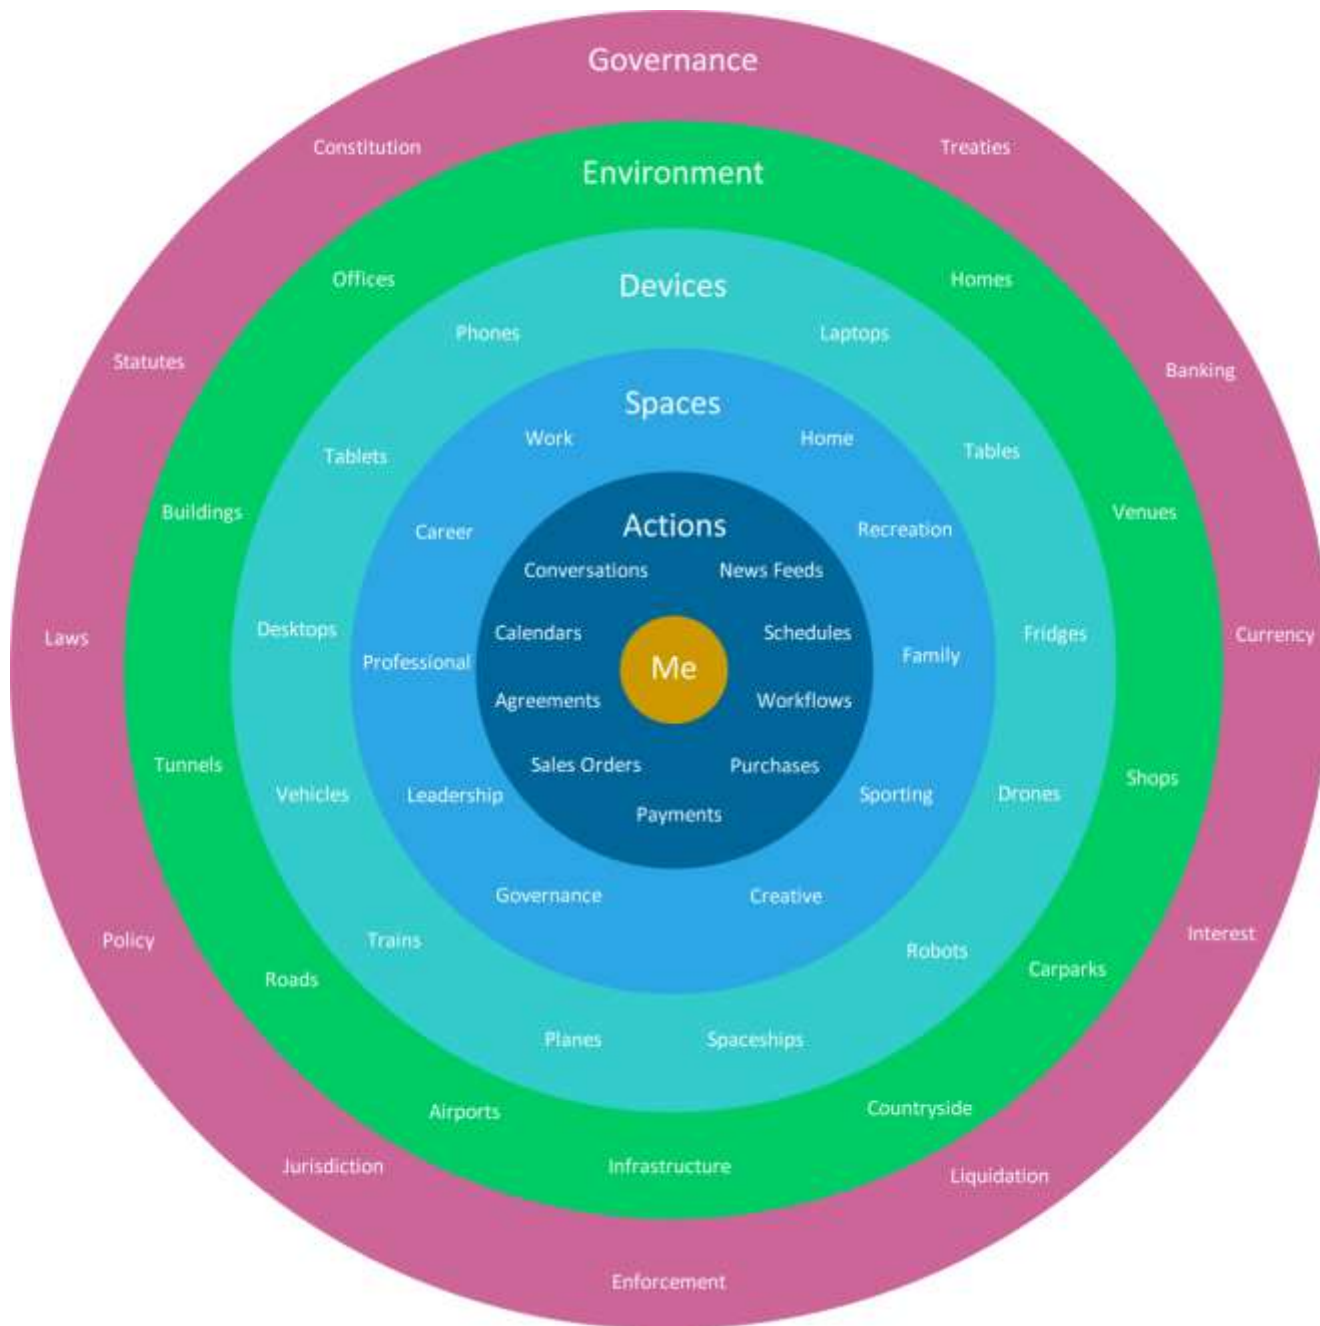 Governance
Constitution
Treaties
Statutes
Banking
Laws
Currency
Policy
Interest
Jurisdiction
Liquidation
Enforcement
Environment
Offices
Homes
Buildings
Venues
Tunnels
Shops
Roads
Carparks
Airports
Countryside
Infrastructure
Devices
Phones
Laptops
Tablets
Tables
Desktops
Fridges
Vehicles
Drones
Trains
Robots
Planes
Spaceships
Spaces
Work
Home
Career
Recreation
Professional
Family
Leadership
Sporting
Governance
Creative
Actions
Conversations
News Feeds
Calendars
Schedules
Agreements
Workflows
Sales Orders
Purchases
Payments
Me